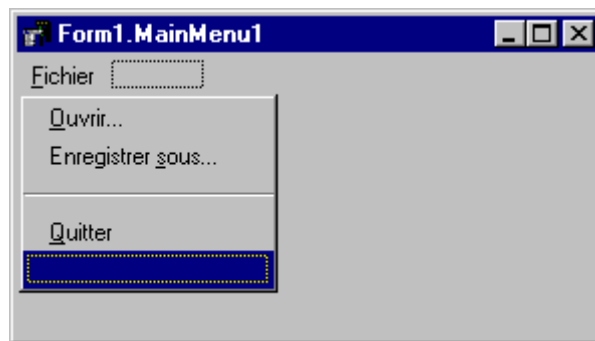 Form1.MainMenu1
Fichier
Ouvrir...
Enregistrer sous...
Quitter